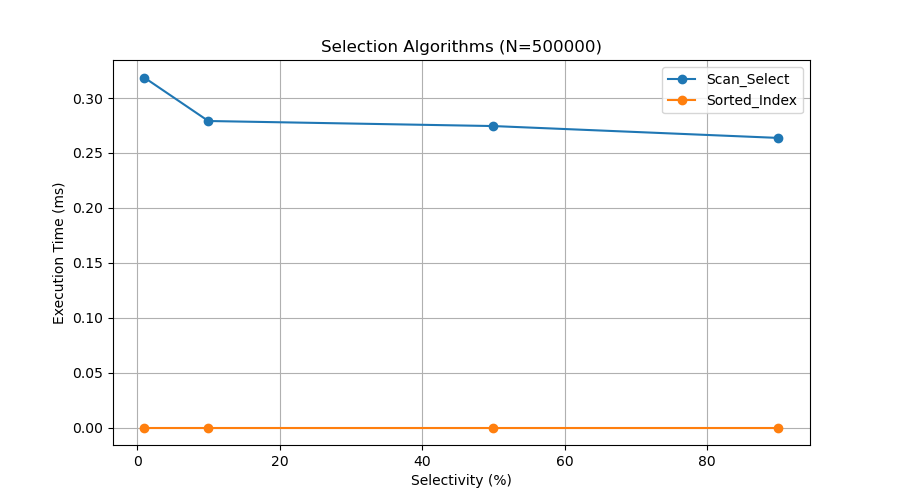 Selection Algorithms (N=500000)
Scan_Select
Sorted_Index
Execution Time (ms)
0.30
0.25
0.20
0.15
0.10
0.05
0.00
0 20 40 60 80
Selectivity (%)